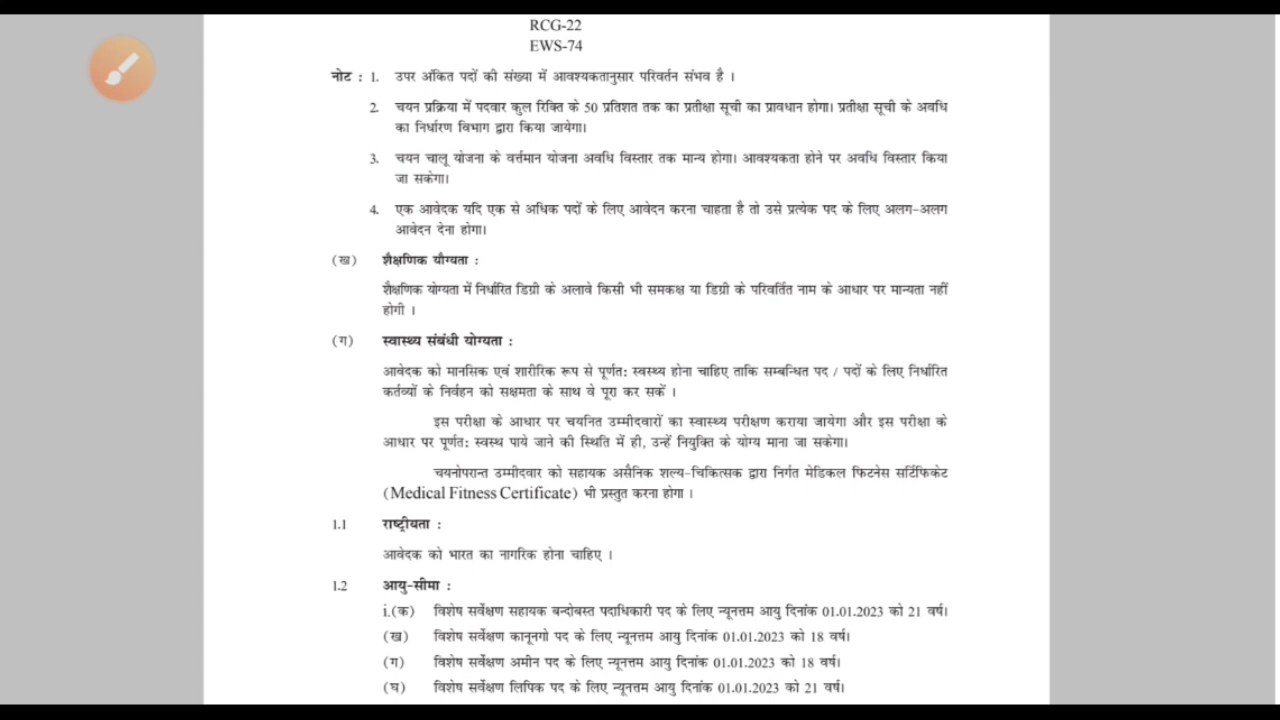 RCG-22
EWS-74
नोट : 1. उपर अंकित पदों की संख्या में आवश्यकतानुसार परिवर्तन संभव है ।
2. चयन प्रक्रिया में पदवार कुल रिक्ति के 50 प्रतिशत तक का प्रतीक्षा सूची का प्रावधान होगा। प्रतीक्षा सूची के अवधि
का निर्धारण विभाग द्वारा किया जायेगा।
3. चयन चालू योजना के वर्त्तमान योजना अवधि विस्तार तक मान्य होगा। आवश्यकता होने पर अवधि विस्तार किया
जा सकेगा।
4. एक आवेदक यदि एक से अधिक पदों के लिए आवेदन करना चाहता है तो उसे प्रत्येक पद के लिए अलग-अलग
आवेदन देना होगा।
(ख) शैक्षणिक यौग्यता :
शैक्षणिक योग्यता में निर्धारित डिग्री के अलावे किसी भी समकक्ष या डिग्री के परिवर्तित नाम के आधार पर मान्यता नहीं
होगी ।
(ग) स्वास्थ्य संबंधी योग्यता :
आवेदक को मानसिक एवं शारीरिक रूप से पूर्णत: स्वस्थ्य होना चाहिए ताकि सम्बन्धित पद / पदों के लिए निर्धारित
कर्तव्यों के निर्वहन को सक्षमता के साथ वे पूरा कर सकें ।
इस परीक्षा के आधार पर चयनित उम्मीदवारों का स्वास्थ्य परीक्षण कराया जायेगा और इस परीक्षा के
आधार पर पूर्णत: स्वस्थ पाये जाने की स्थिति में ही, उन्हें नियुक्ति के योग्य माना जा सकेगा।
चयनोपरान्त उम्मीदवार को सहायक असैनिक शल्य-चिकित्सक द्वारा निर्गत मेडिकल फिटनेस सर्टिफिकेट
(Medical Fitness Certificate) भी प्रस्तुत करना होगा ।
1.1 राष्ट्रीयता :
आवेदक को भारत का नागरिक होना चाहिए ।
1.2 आयु-सीमा :
i.(क) विशेष सर्वेक्षण सहायक बन्दोबस्त पदाधिकारी पद के लिए न्यूनत्तम आयु दिनांक 01.01.2023 को 21 वर्ष।
(ख) विशेष सर्वेक्षण कानूनगो पद के लिए न्यूनत्तम आयु दिनांक 01.01.2023 को 18 वर्ष।
(ग) विशेष सर्वेक्षण अमीन पद के लिए न्यूनत्तम आयु दिनांक 01.01.2023 को 18 वर्ष।
(घ) विशेष सर्वेक्षण लिपिक पद के लिए न्यूनत्तम आयु दिनांक 01.01.2023 को 21 वर्ष।